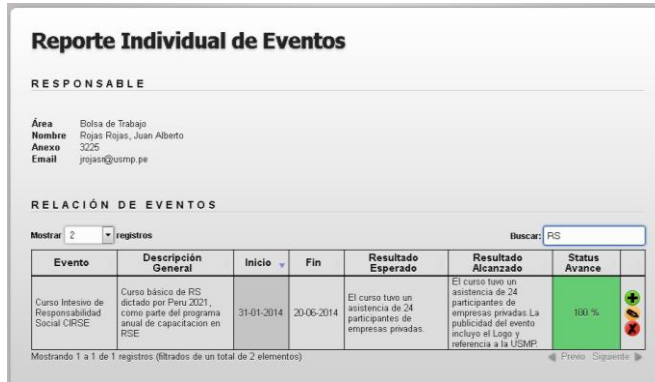 Reporte Individual de Eventos
RESPONSABLE
Área Bolsa de Trabajo
Nombre Rojas Rojas, Juan Alberto
Anexo 3225
Email jrojasr@usmp.pe
RELACIÓN DE EVENTOS
Mostrar 2 registros Buscar: RS
Evento Descripción General Inicio Fin Resultado Esperado Resultado Alcanzado Status Avance
Curso Intesivo de
Responsabilidad
Social CIRSE
Curso básico de RS
dictado por Peru 2021,
como parte del programa
anual de capacitacion en
RSE
31-01-2014
20-06-2014
El curso tuvo un
asistencia de 24
participantes de
empresas privadas.
El curso tuvo un
asistencia de 24
participantes de
empresas privadas.La
publicidad del evento
incluyo el Logo y
referencia a la USMP.
100 %
Mostrando 1 a 1 de 1 registros (filtrados de un total de 2 elementos) Previo Siguiente